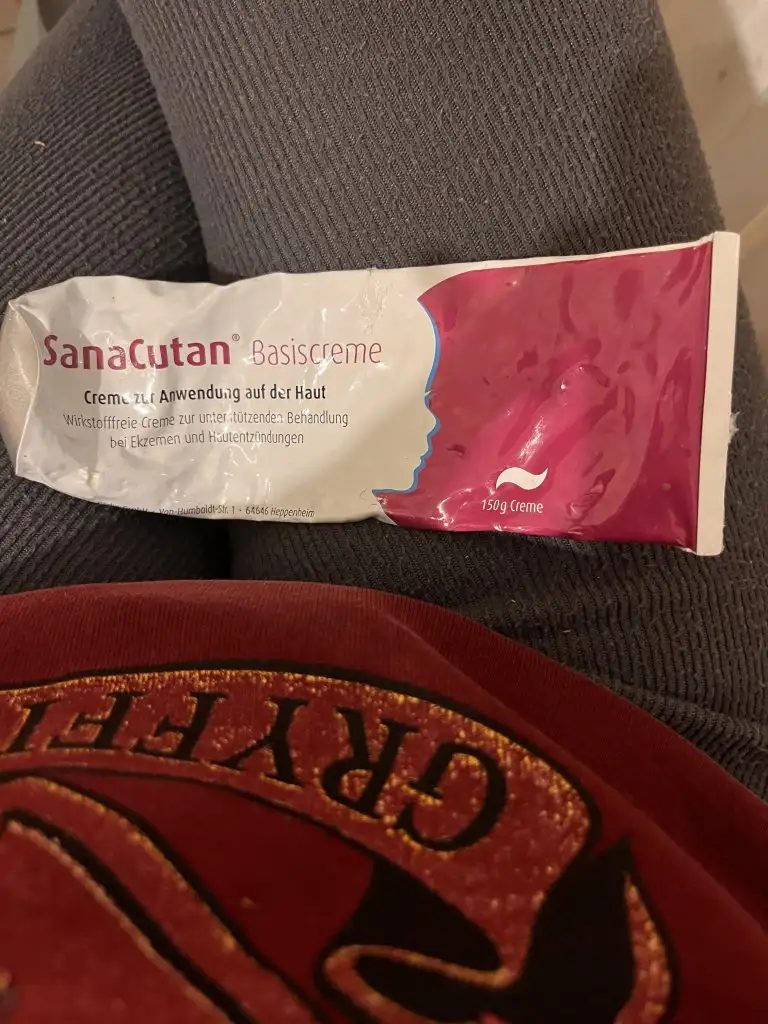 SanaCutan® Basiscreme
Creme zur Anwendung auf der Haut
Wirkstofffreie Creme zur unterstützenden Behandlung
bei Ekzemen und Hautentzündungen
Von-Humboldt-Str. 1 • 64646 Heppenheim
150g Creme
GRYFFI